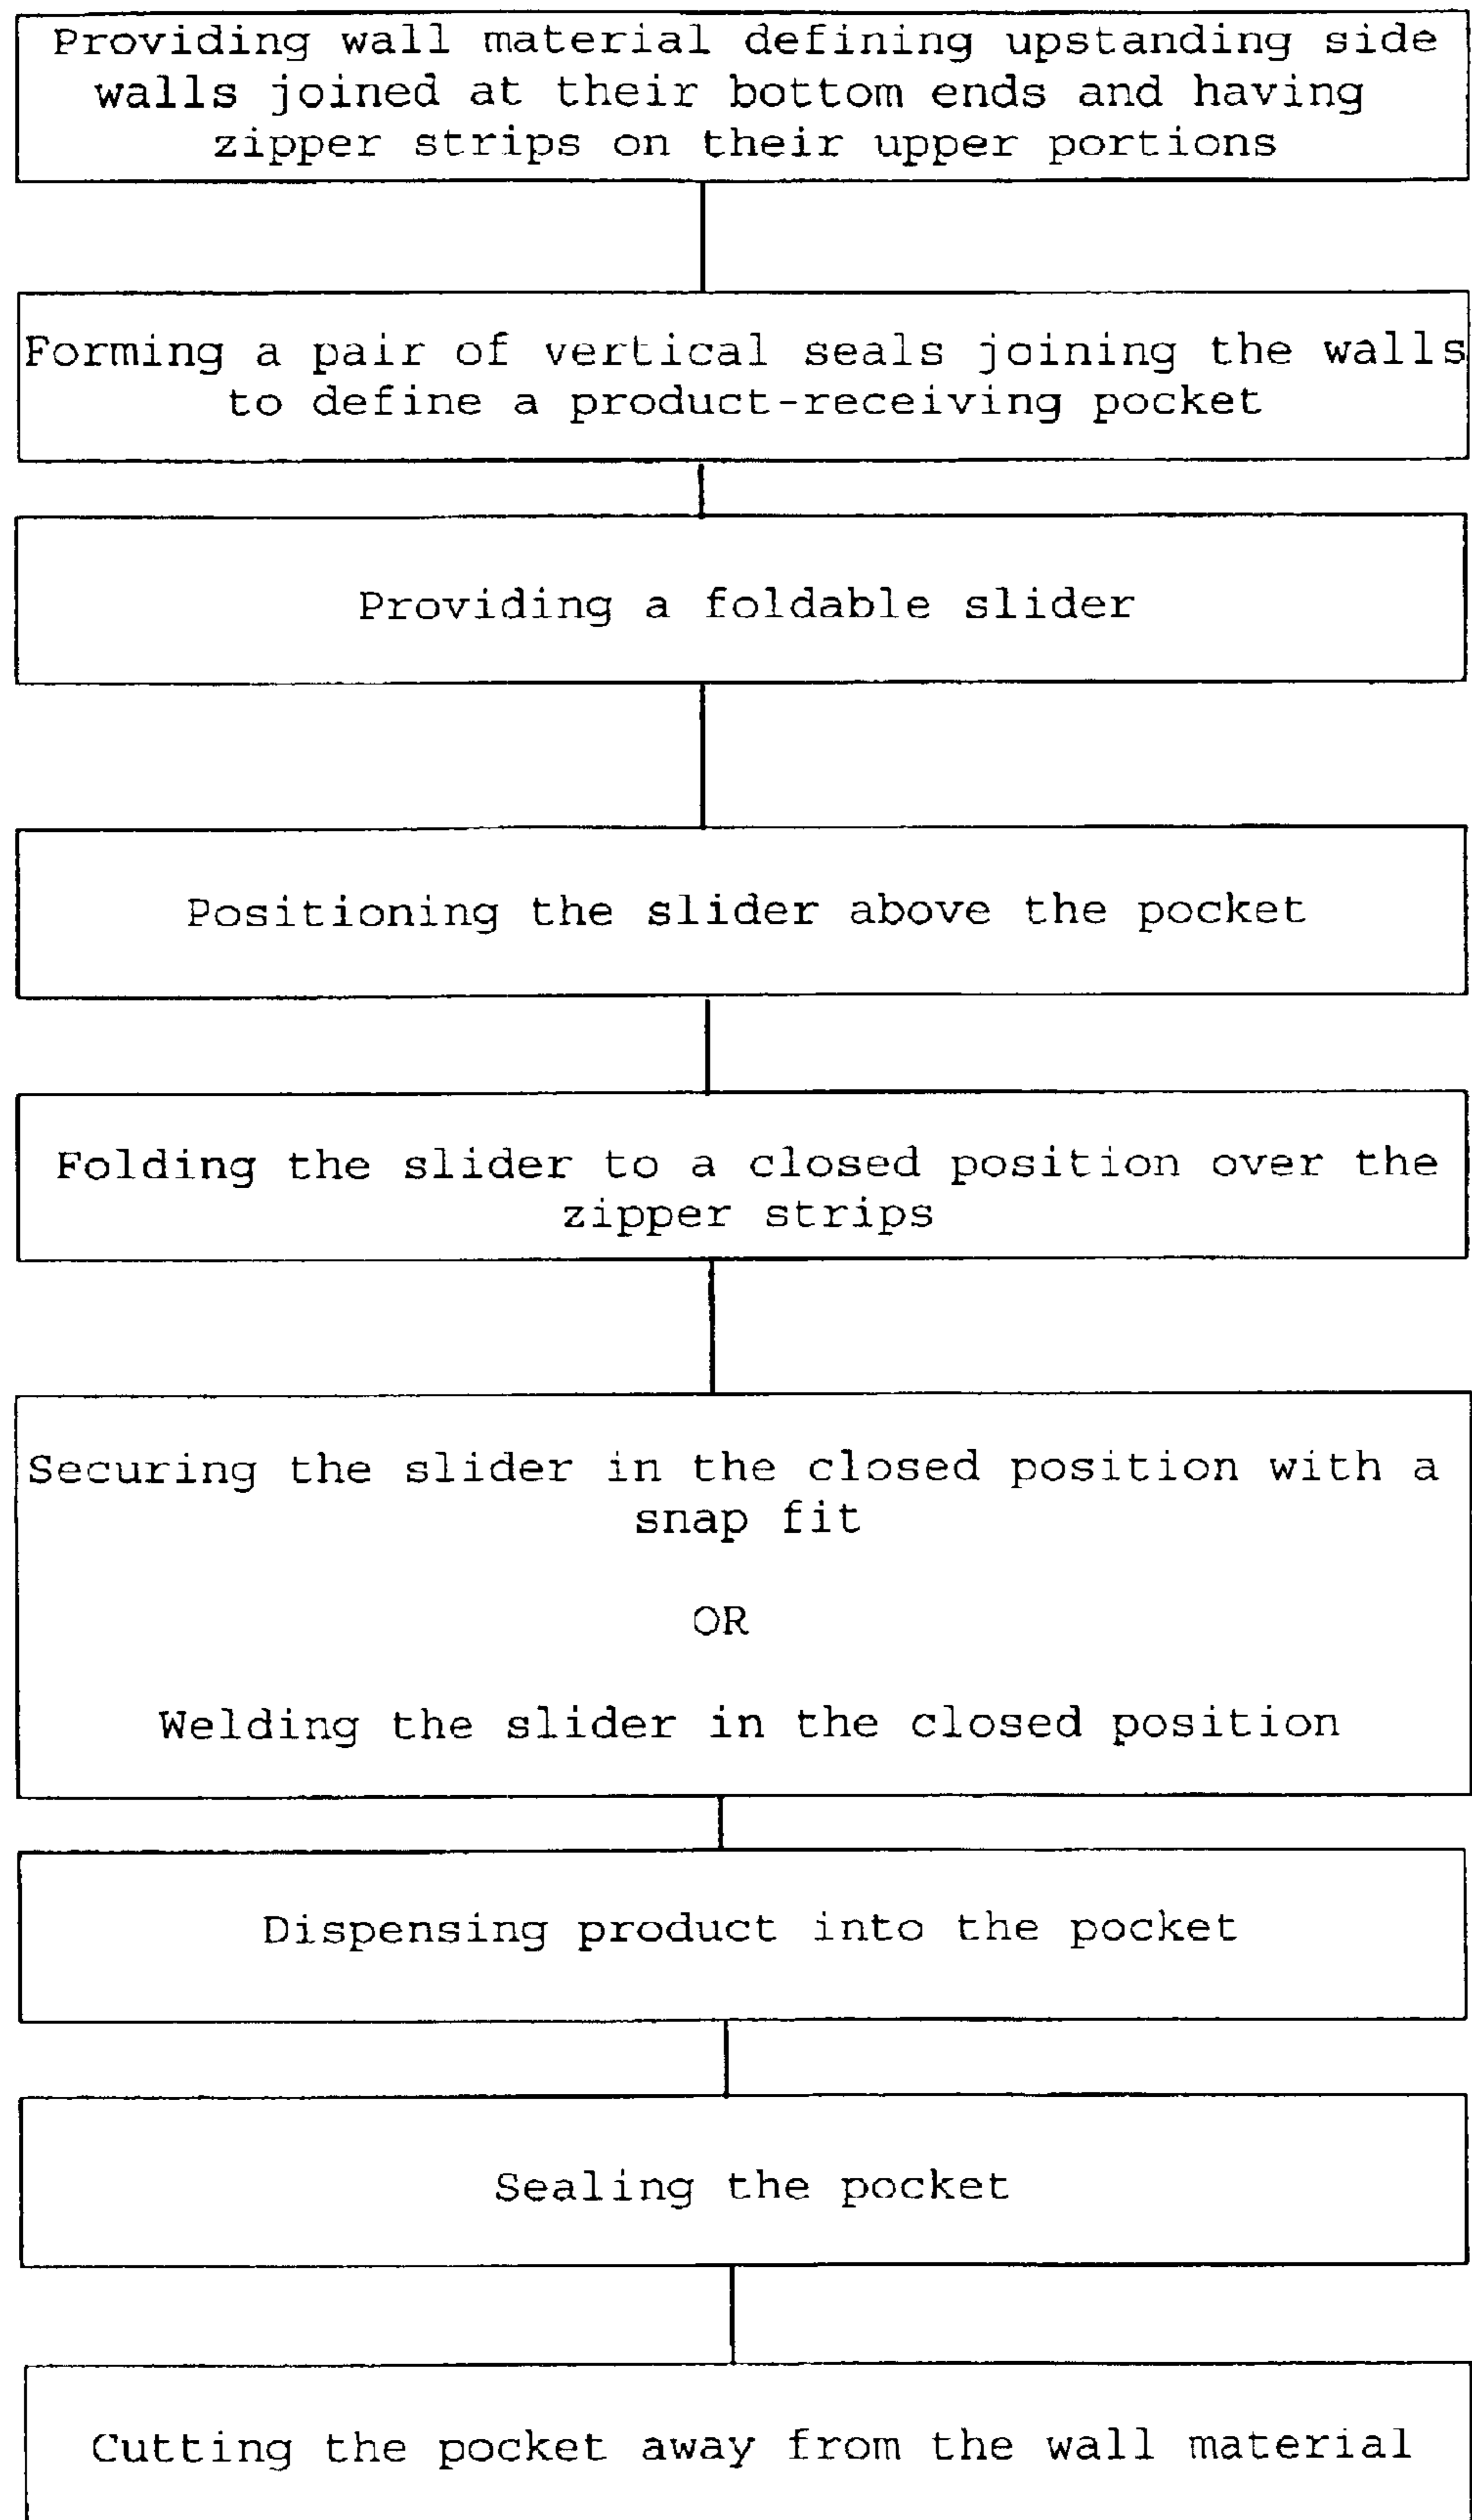 Providing wall material defining upstanding side
walls joined at their bottom ends and having
zipper strips on their upper portions
Forming a pair of vertical seals joining the walls
to define a product-receiving pocket
Providing a foldable slider
Positioning the slider above the pocket
Folding the slider to a closed position over the
zipper strips
Securing the slider in the closed position with a
snap fit
OR
Welding the slider in the closed position
Dispensing product into the pocket
Sealing the pocket
Cutting the pocket away from the wall material